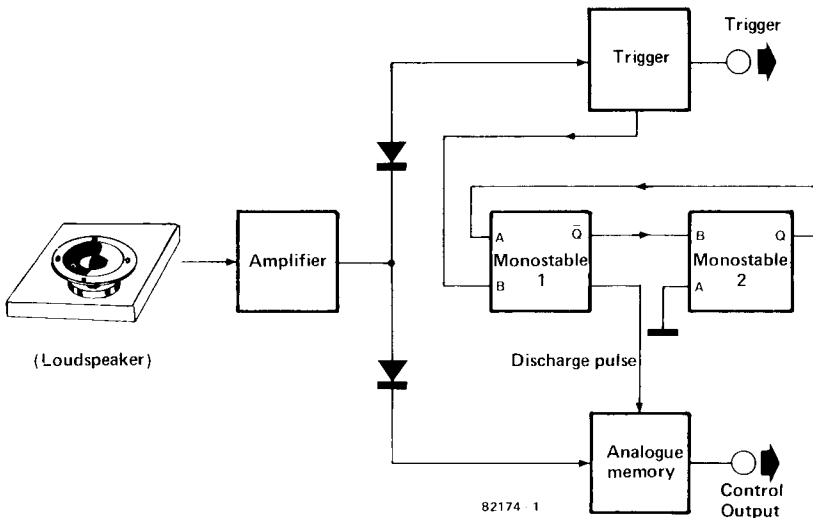 Trigger
Trigger
Amplifier
A
Q̅
B
Q
Monostable
1
B
Monostable
2
A
(Loudspeaker)
Discharge pulse
Analogue
memory
82174 - 1
Control
Output